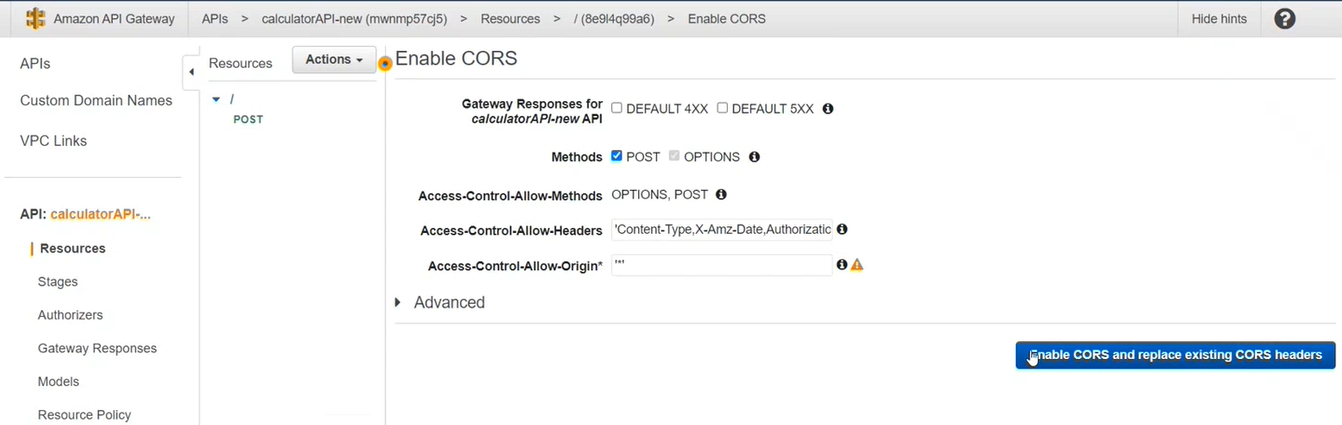 Amazon API Gateway APIs > calculatorAPI-new (mwnmp57cj5) > Resources > / (8e9l4q99a6) > Enable CORS Hide hints ?
APIs
Custom Domain Names
VPC Links
API: calculatorAPI-...
Resources
Stages
Authorizers
Gateway Responses
Models
Resource Policy
Resources Actions
/
POST
Enable CORS
Gateway Responses for
calculatorAPI-new API
DEFAULT 4XX DEFAULT 5XX
Methods POST OPTIONS
Access-Control-Allow-Methods OPTIONS, POST
Access-Control-Allow-Headers 'Content-Type,X-Amz-Date,Authorizatic
Access-Control-Allow-Origin* '*'
Advanced
Enable CORS and replace existing CORS headers